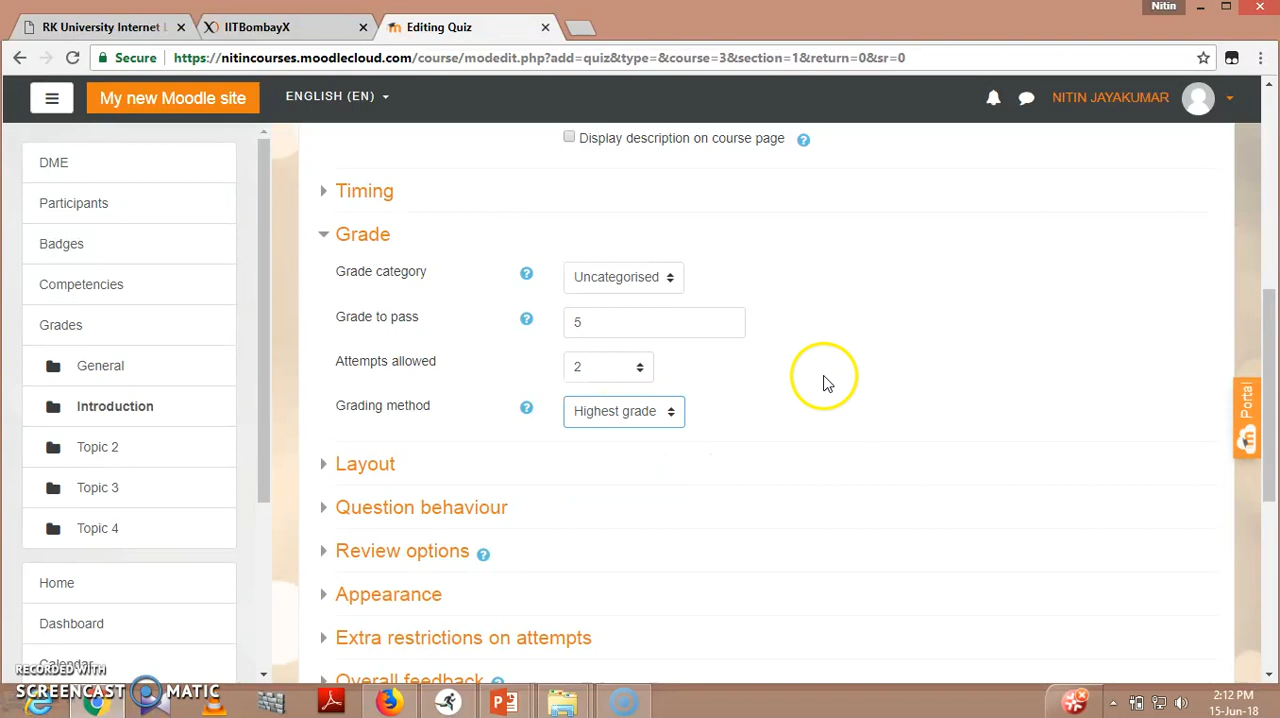 Nitin
RK University Internet L
IITBombayX
Editing Quiz
Secure
https://nitincourses.moodlecloud.com/course/modedit.php?add=quiz&type=&course=3&section=1&return=0&sr=0
My new Moodle site
ENGLISH (EN)
NITIN JAYAKUMAR
DME
Participants
Badges
Competencies
Grades
General
Introduction
Topic 2
Topic 3
Topic 4
Home
Dashboard
Calendar
Display description on course page
Timing
Grade
Grade category
Uncategorised
Grade to pass
5
Attempts allowed
2
Grading method
Highest grade
Layout
Question behaviour
Review options
Appearance
Extra restrictions on attempts
Overall feedback
Portal
RECORDED WITH
SCREENCAST MATIC
2:12 PM
15-Jun-18